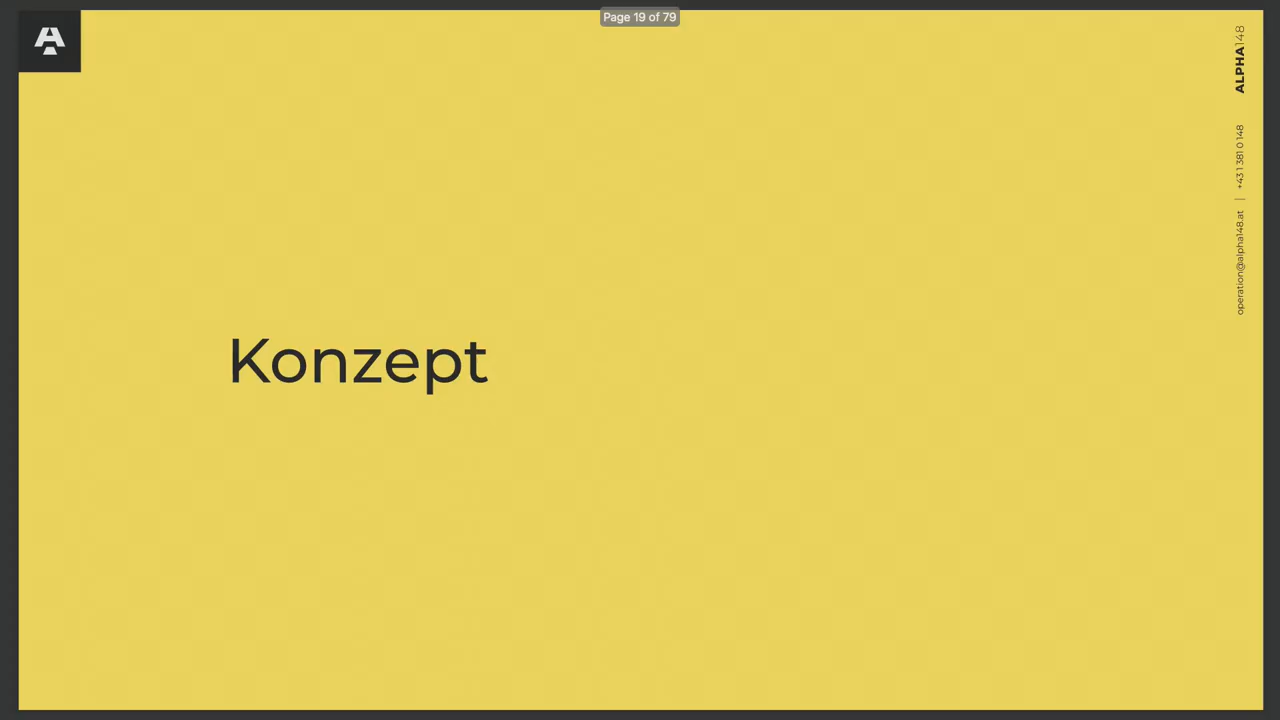 Page 19 of 79
ALPHA148
+43 1 381 0 148
|
operation@alpha148.at
Konzept